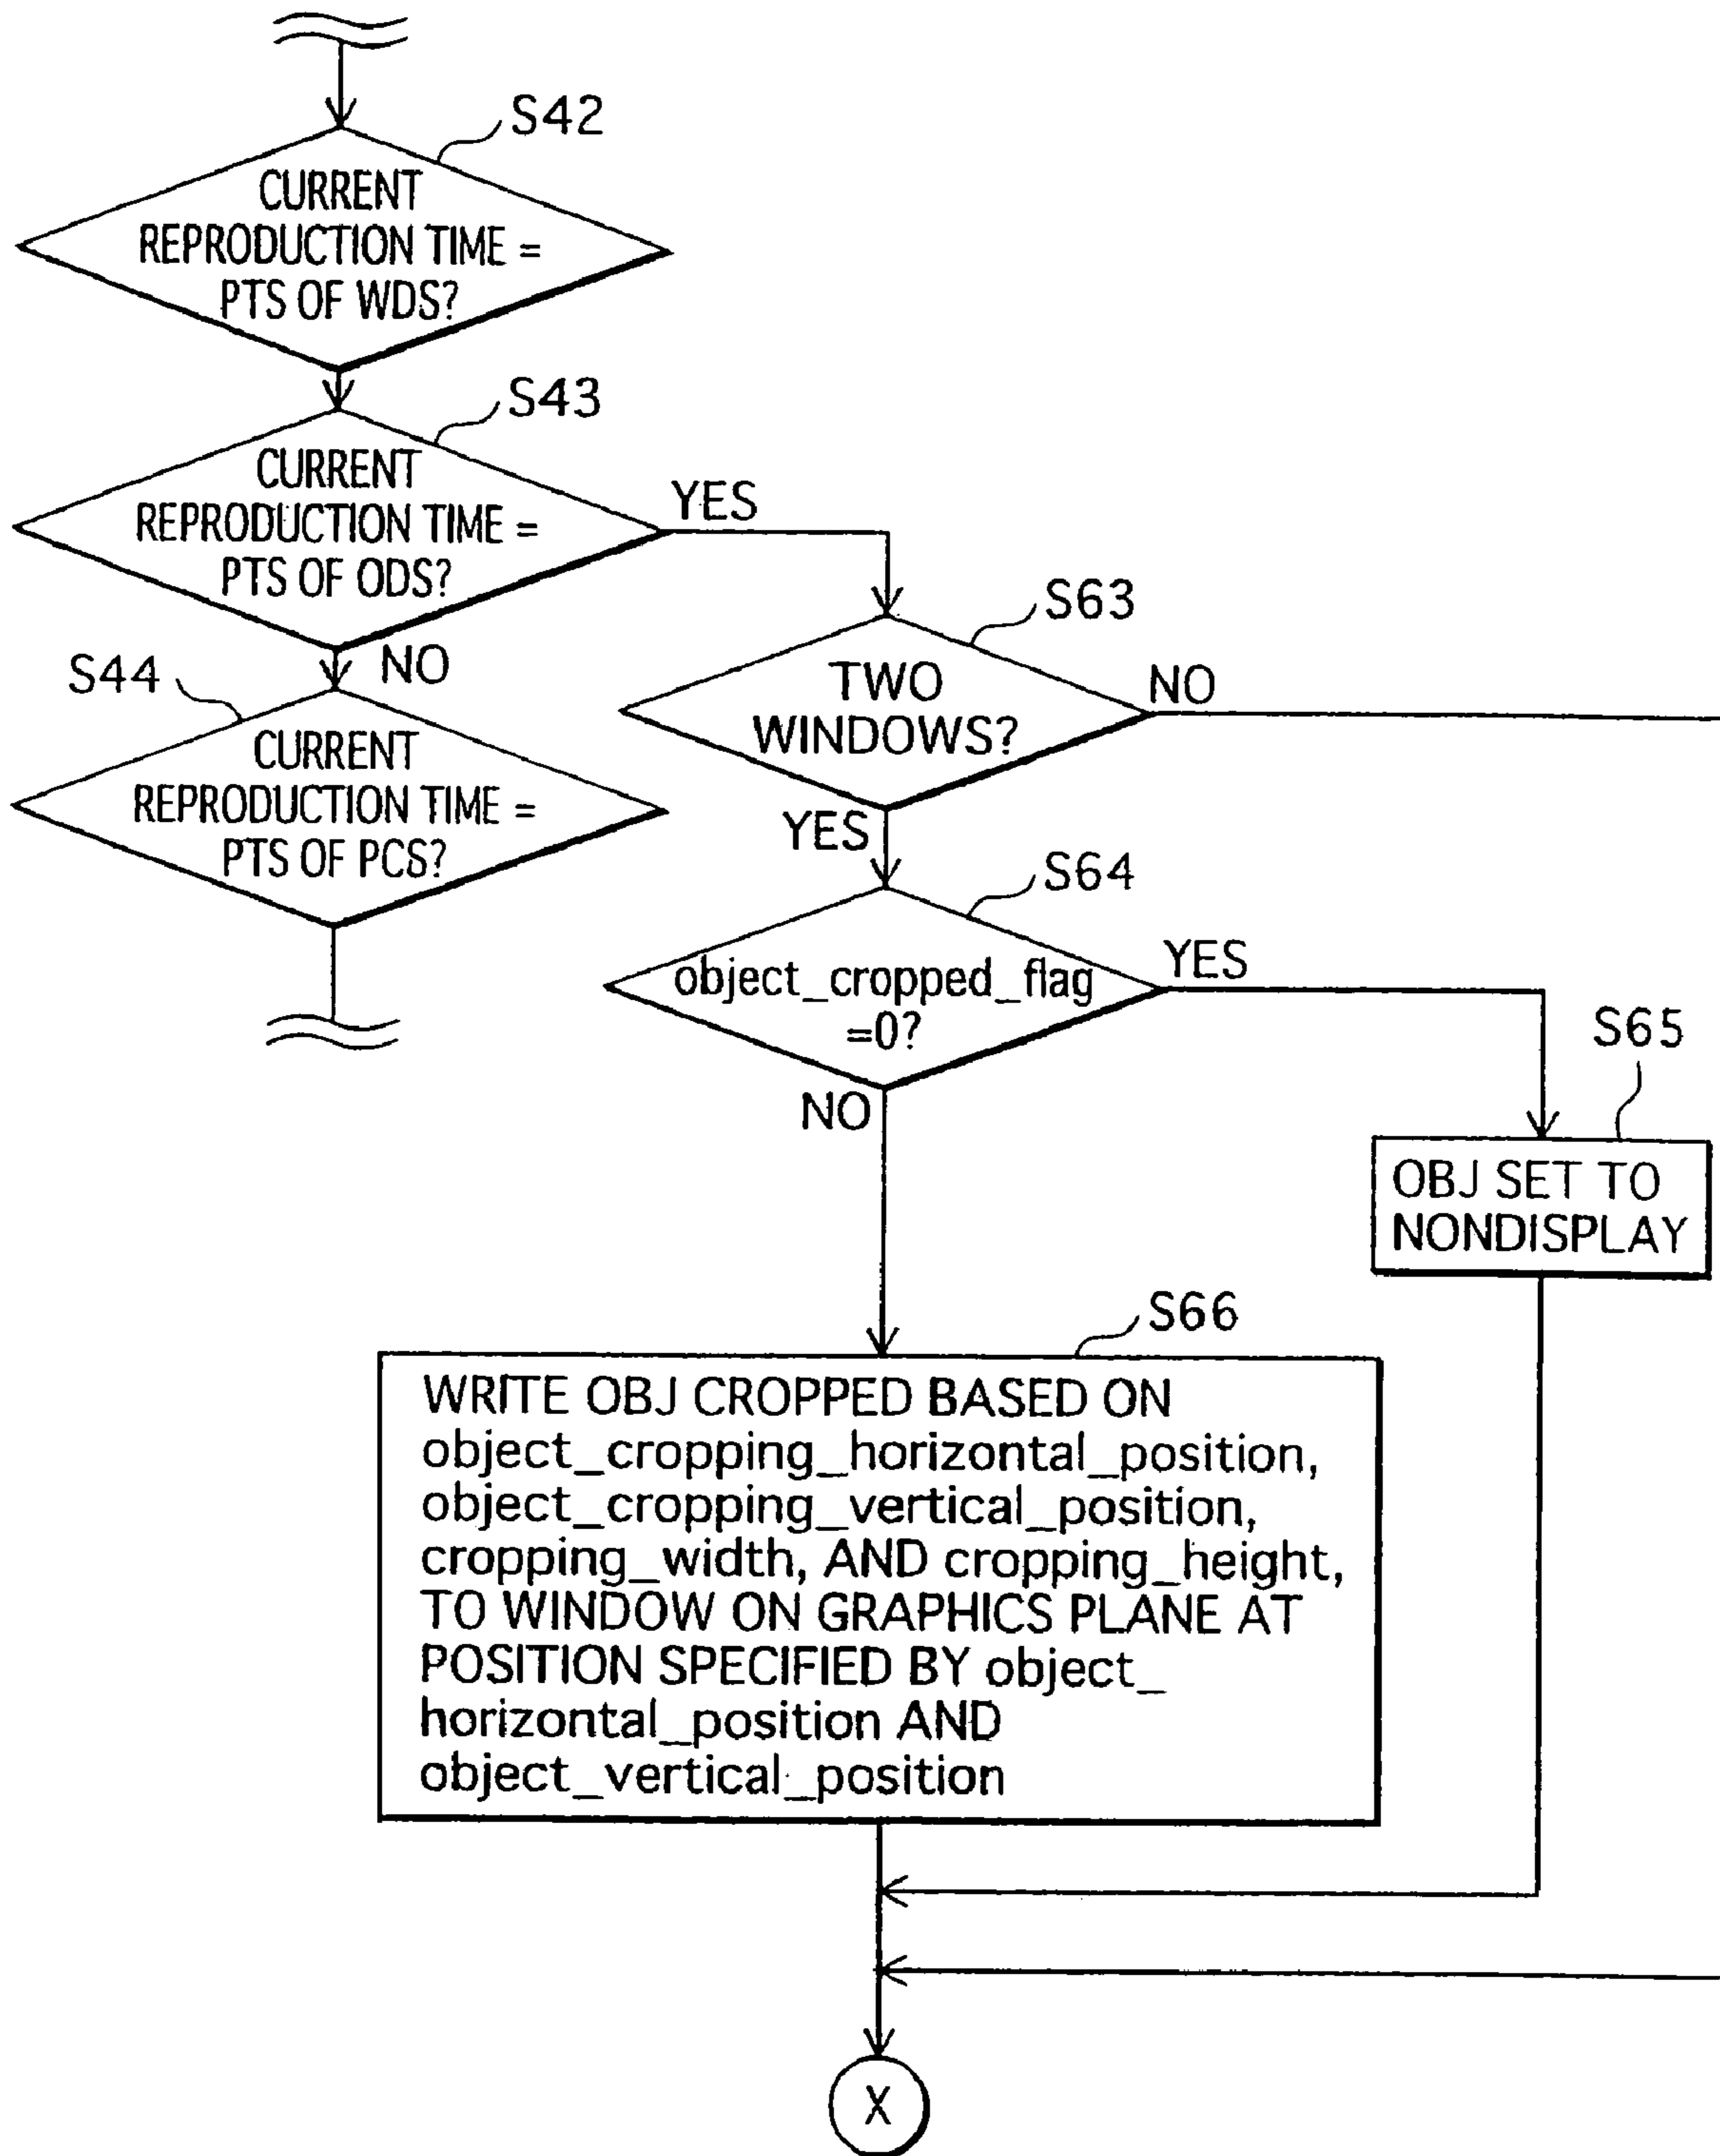 S42
CURRENT
REPRODUCTION TIME =
PTS OF WDS?
S43
CURRENT
REPRODUCTION TIME =
PTS OF ODS?
YES
NO
S44
CURRENT
REPRODUCTION TIME =
PTS OF PCS?
S63
TWO
WINDOWS?
NO
YES
S64
object_cropped_flag
=0?
YES
NO
S65
OBJ SET TO
NONDISPLAY
S66
WRITE OBJ CROPPED BASED ON
object_cropping_horizontal_position,
object_cropping_vertical_position,
cropping_width, AND cropping_height,
TO WINDOW ON GRAPHICS PLANE AT
POSITION SPECIFIED BY object_
horizontal_position AND
object_vertical_position
X